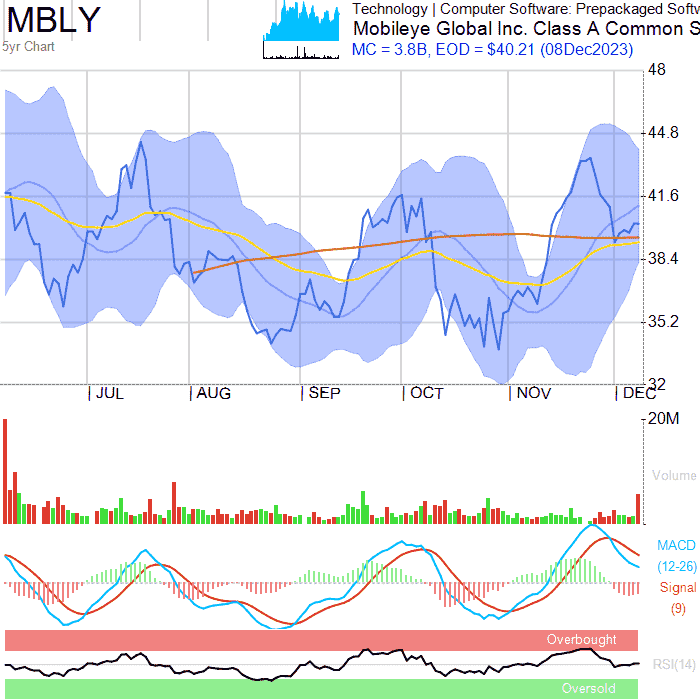 MBLY
5yr Chart
Technology | Computer Software: Prepackaged Softw
Mobileye Global Inc. Class A Common S
MC = 3.8B, EOD = $40.21 (08Dec2023)
48
44.8
41.6
38.4
35.2
32
JUL
AUG
SEP
OCT
NOV
DEC
20M
Volume
MACD
(12-26)
Signal
(9)
Overbought
RSI(14)
Oversold